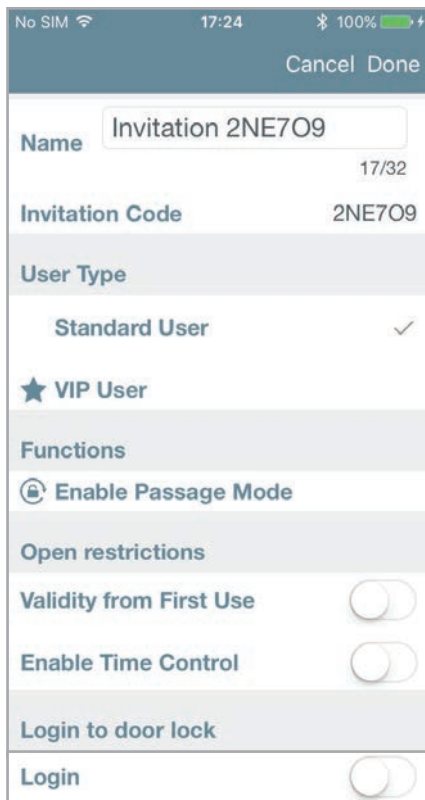 No SIM 17:24 100%
Cancel Done
Name Invitation 2NE7O9
17/32
Invitation Code 2NE7O9
User Type
Standard User
VIP User
Functions
Enable Passage Mode
Open restrictions
Validity from First Use
Enable Time Control
Login to door lock
Login